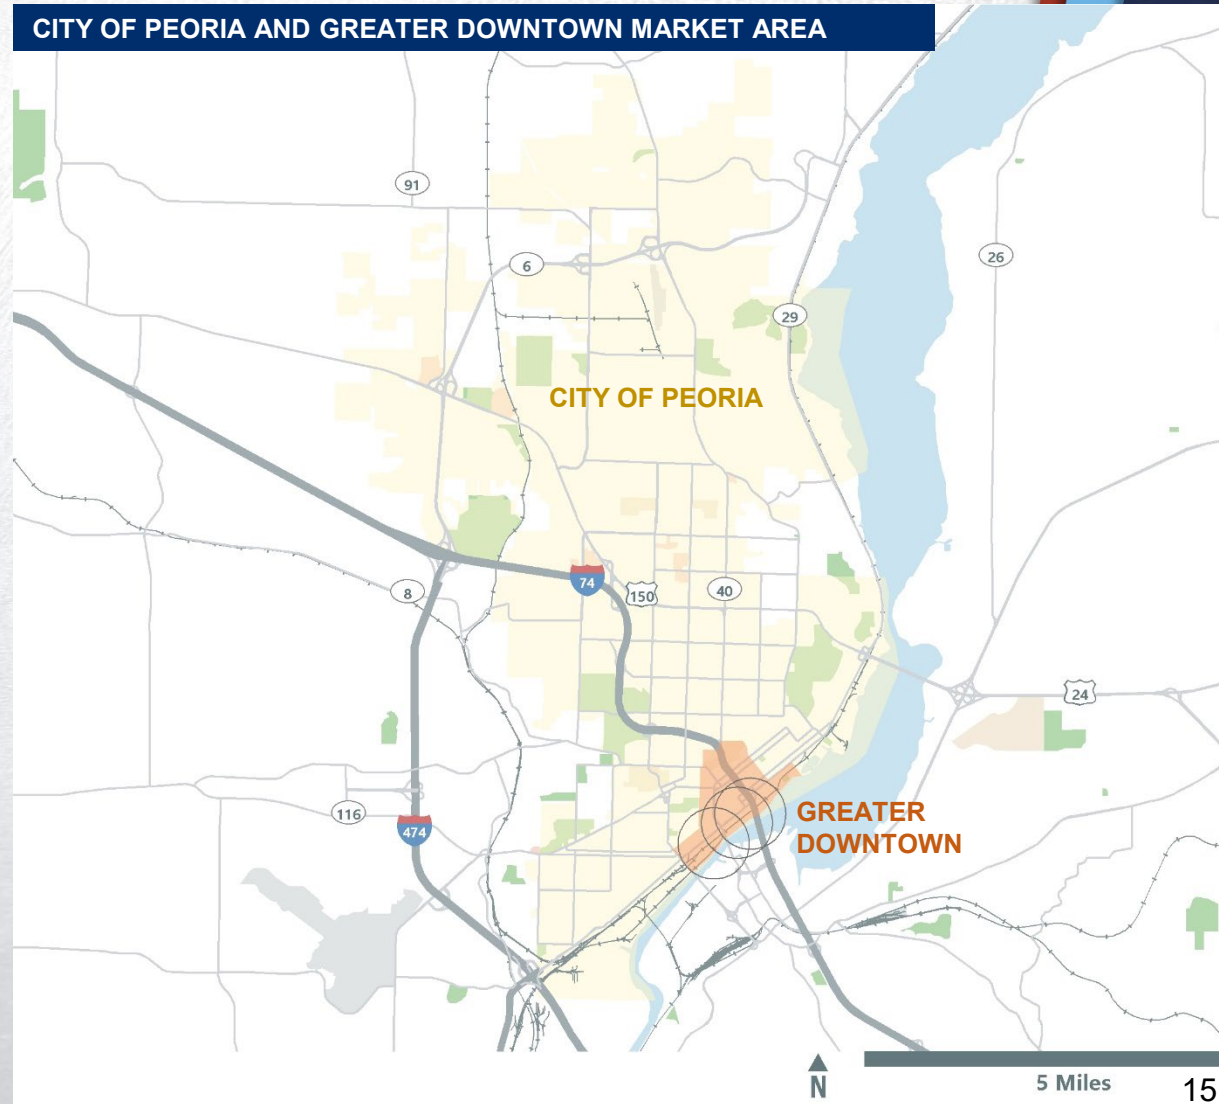 CITY OF PEORIA AND GREATER DOWNTOWN MARKET AREA
91
6
26
29
CITY OF PEORIA
74
150
40
8
24
GREATER
DOWNTOWN
116
474
N
5 Miles
15